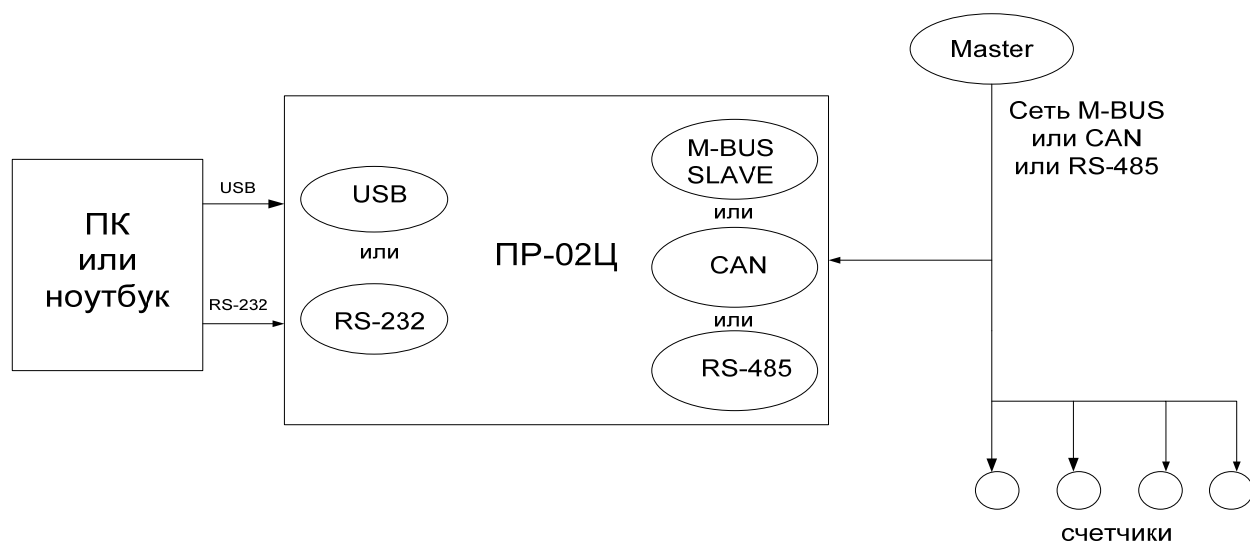 Master
Сеть M-BUS
или CAN
или RS-485
ПК
или
ноутбук
USB
RS-232
USB
или
RS-232
ПР-02Ц
M-BUS
SLAVE
или
CAN
или
RS-485
счетчики